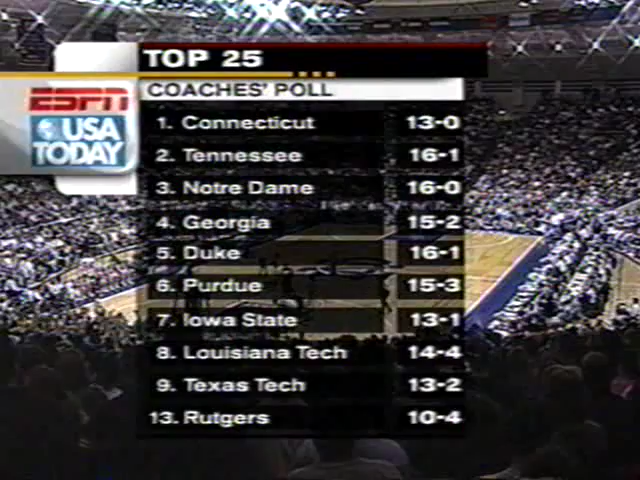 TOP 25
COACHES' POLL
ESPN
USA
TODAY
1. Connecticut 13-0
2. Tennessee 16-1
3. Notre Dame 16-0
4. Georgia 15-2
5. Duke 16-1
6. Purdue 15-3
7. Iowa State 13-1
8. Louisiana Tech 14-4
9. Texas Tech 13-2
13. Rutgers 10-4